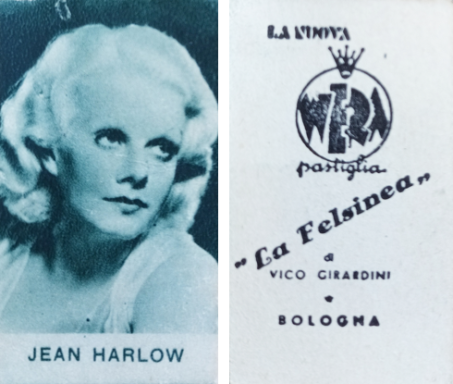 JEAN HARLOW
LA NUOVA
WERA
pastiglia
"La Felsinea"
di
VICO GIRARDINI
BOLOGNA